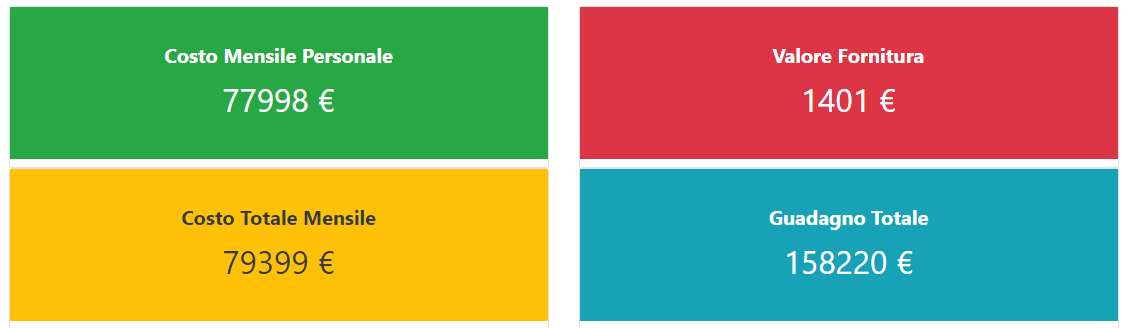 Costo Mensile Personale
77998 €
Valore Fornitura
1401 €
Costo Totale Mensile
79399 €
Guadagno Totale
158220 €